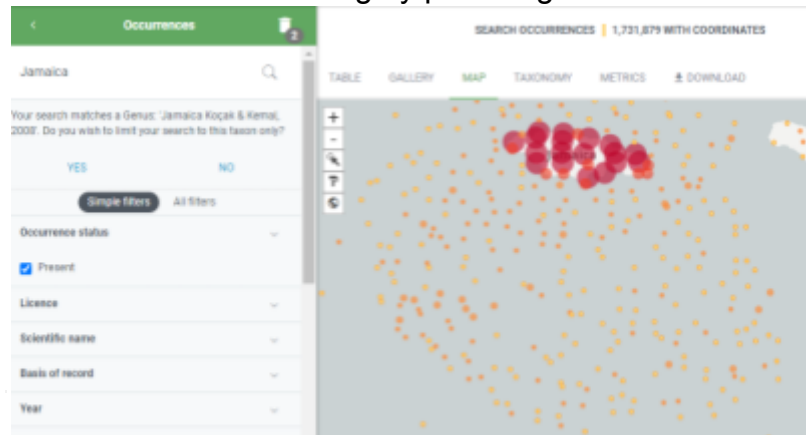 Occurrences
2
SEARCH OCCURRENCES | 1,731,879 WITH COORDINATES
Jamaica
TABLE GALLERY MAP TAXONOMY METRICS DOWNLOAD
Your search matches a Genus: 'Jamaica Koçak & Kemal,
2008'. Do you wish to limit your search to this taxon only?
YES NO
Simple filters All filters
Occurrence status
Present
Licence
Scientific name
Basis of record
Year
+
-
?
Jamaica